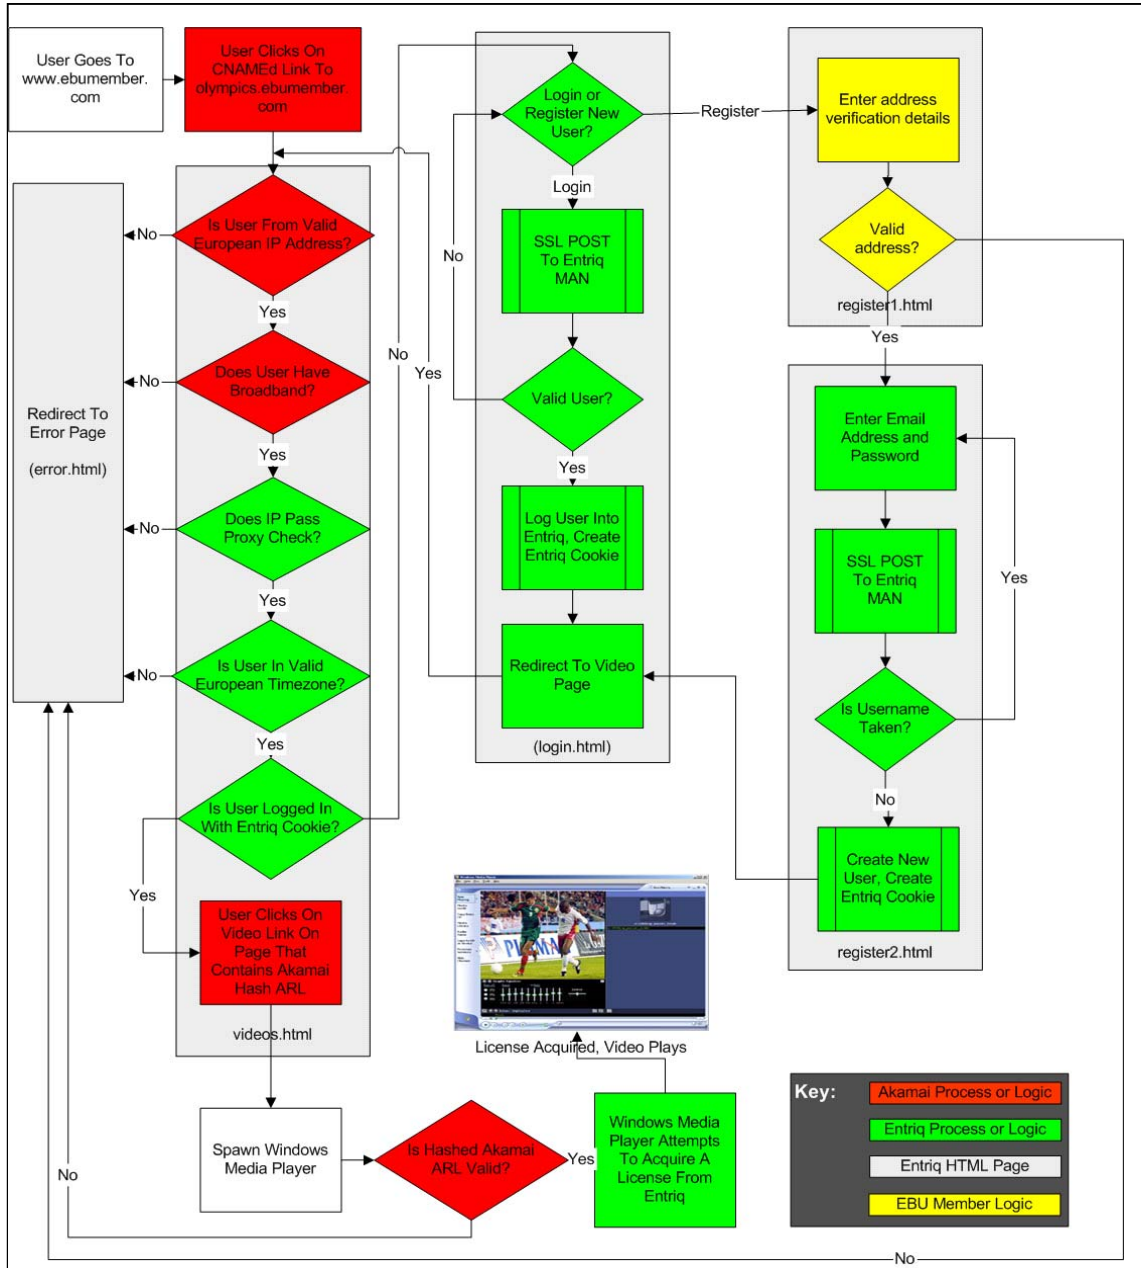 User Goes To
www.ebumember.
com
User Clicks On
CNAMEd Link To
olympics.ebumember.
com
Is User From Valid
European IP Address?
No
Yes
Does User Have
Broadband?
No
Yes
Does IP Pass
Proxy Check?
No
Yes
Is User In Valid
European Timezone?
No
Yes
Is User Logged In
With Entriq Cookie?
No
Yes
User Clicks On
Video Link On
Page That
Contains Akamai
Hash ARL
videos.html
Redirect To
Error Page
(error.html)
Login or
Register New
User?
Register
Login
SSL POST
To Entriq
MAN
Valid User?
No
Yes
Log User Into
Entriq, Create
Entriq Cookie
Redirect To Video
Page
Yes
(login.html)
Enter address
verification details
Valid
address?
register1.html
Yes
Enter Email
Address and
Password
SSL POST
To Entriq
MAN
Is Username
Taken?
Yes
No
Create New
User, Create
Entriq Cookie
register2.html
PLASMA
License Acquired, Video Plays
Spawn Windows
Media Player
Is Hashed Akamai
ARL Valid?
Yes
No
Windows Media
Player Attempts
To Acquire A
License From
Entriq
No
Key:
Akamai Process or Logic
Entriq Process or Logic
Entriq HTML Page
EBU Member Logic